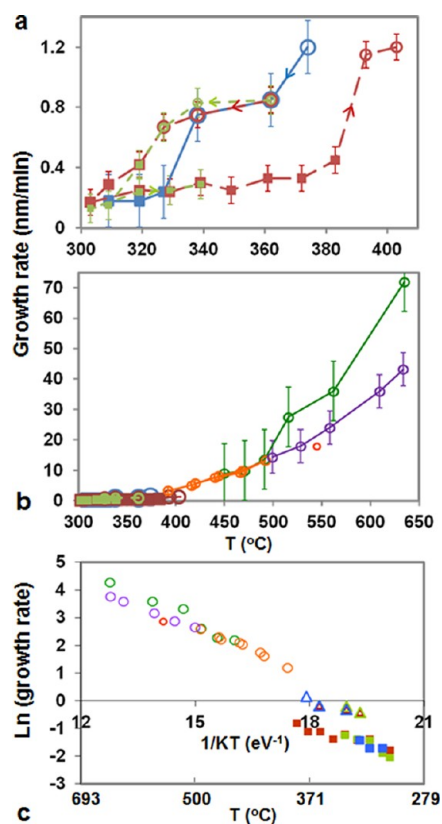 a
1.2
0.8
0.4
0
300 320 340 360 380 400
Growth rate (nm/min)
70
60
50
40
30
20
10
0
b
300 350 400 450 500 550 600 650
T (°C)
5
4
3
2
1
0
-1
-2
-3
Ln (growth rate)
12 15 18 21
1/KT (eV⁻¹)
693 500 371 279
c
T (°C)